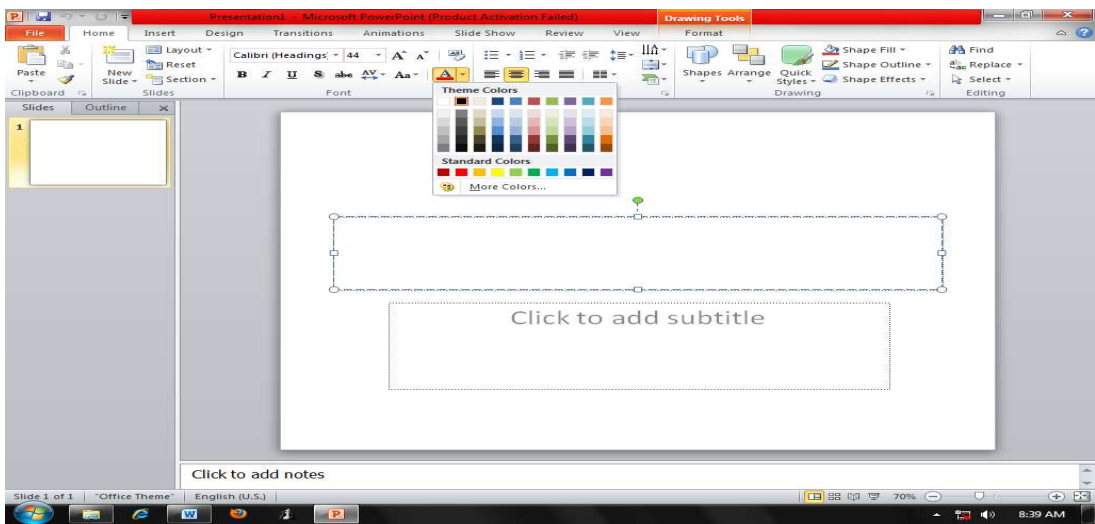 Presentation1 - Microsoft PowerPoint (Product Activation Failed)
Drawing Tools
File Home Insert Design Transitions Animations Slide Show Review View Format
Paste
New Slide
Layout
Reset
Section
Calibri (Headings) 44
B I U S abc AV Aa A
Shapes Arrange Quick Styles
Shape Fill
Shape Outline
Shape Effects
Find
Replace
Select
Clipboard Slides Font Drawing Editing
Slides Outline
Theme Colors
Standard Colors
More Colors...
1
Click to add subtitle
Click to add notes
Slide 1 of 1 "Office Theme" English (U.S.) 70%
8:39 AM